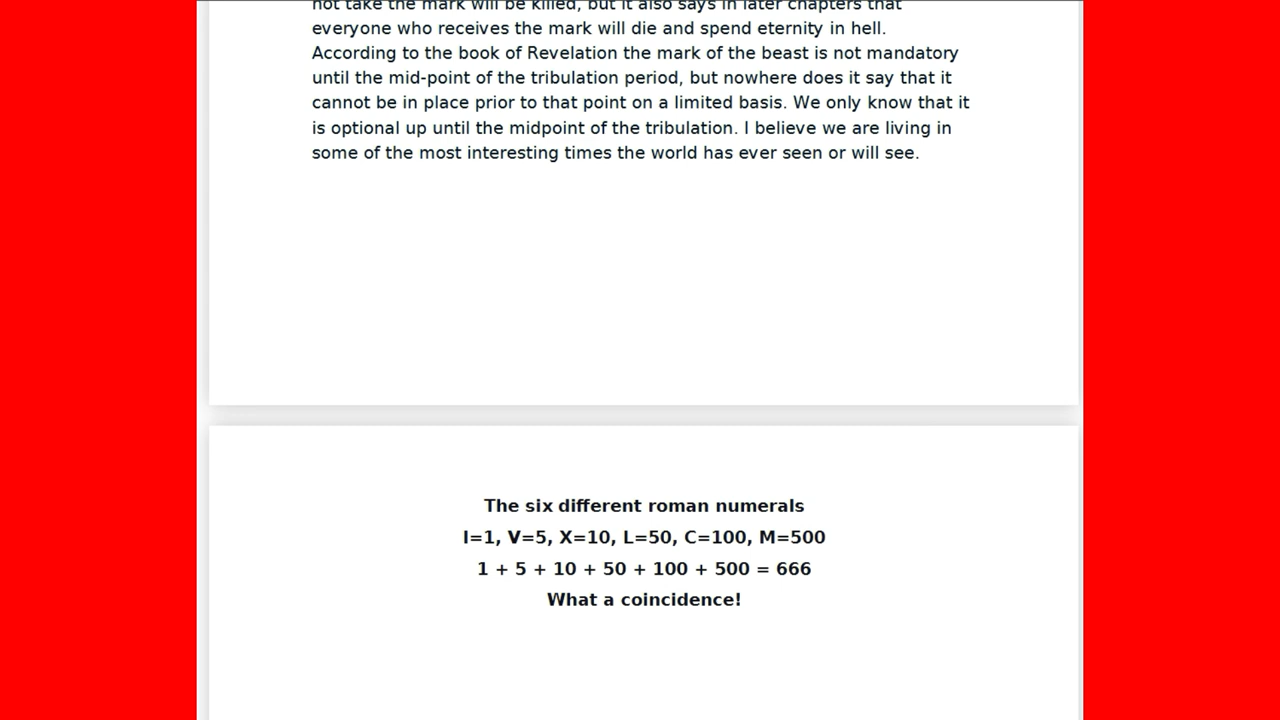 not take the mark will be killed, but it also says in later chapters that
everyone who receives the mark will die and spend eternity in hell.
According to the book of Revelation the mark of the beast is not mandatory
until the mid-point of the tribulation period, but nowhere does it say that it
cannot be in place prior to that point on a limited basis. We only know that it
is optional up until the midpoint of the tribulation. I believe we are living in
some of the most interesting times the world has ever seen or will see.
The six different roman numerals
I=1, V=5, X=10, L=50, C=100, M=500
1 + 5 + 10 + 50 + 100 + 500 = 666
What a coincidence!